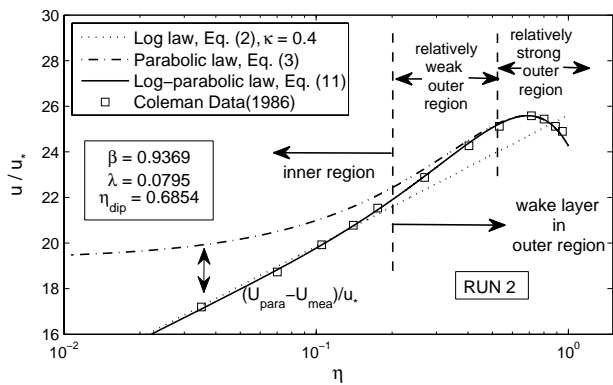 Log law, Eq. (2), κ = 0.4
Parabolic law, Eq. (3)
Log–parabolic law, Eq. (11)
Coleman Data(1986)
relatively
weak
outer
region
relatively
strong
outer
region
β = 0.9369
λ = 0.0795
η_dip = 0.6854
inner region
wake layer
in
outer region
(U_para–U_mea)/u_*
RUN 2
u / u_*
28
26
24
22
20
18
16
10^−2
10^−1
10^0
η